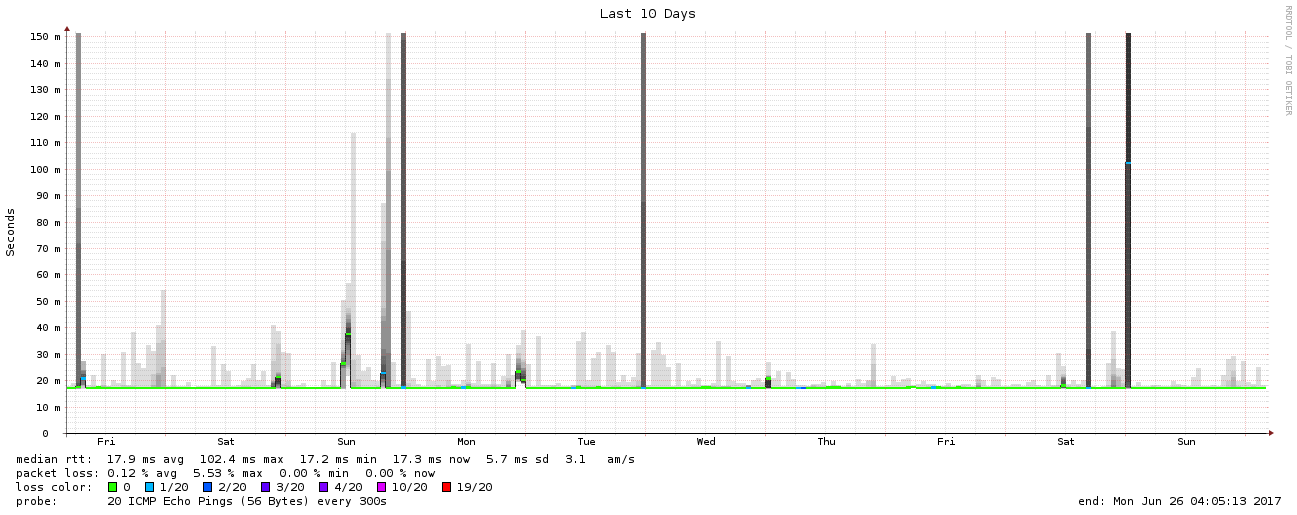 Last 10 Days
RRDTOOL / TOBI OETIKER
Seconds
150 m
140 m
130 m
120 m
110 m
100 m
90 m
80 m
70 m
60 m
50 m
40 m
30 m
20 m
10 m
0
Fri Sat Sun Mon Tue Wed Thu Fri Sat Sun
median rtt: 17.9 ms avg 102.4 ms max 17.2 ms min 17.3 ms now 5.7 ms sd 3.1 am/s
packet loss: 0.12 % avg 5.53 % max 0.00 % min 0.00 % now
loss color: 0 1/20 2/20 3/20 4/20 10/20 19/20
probe: 20 ICMP Echo Pings (56 Bytes) every 300s
end: Mon Jun 26 04:05:13 2017